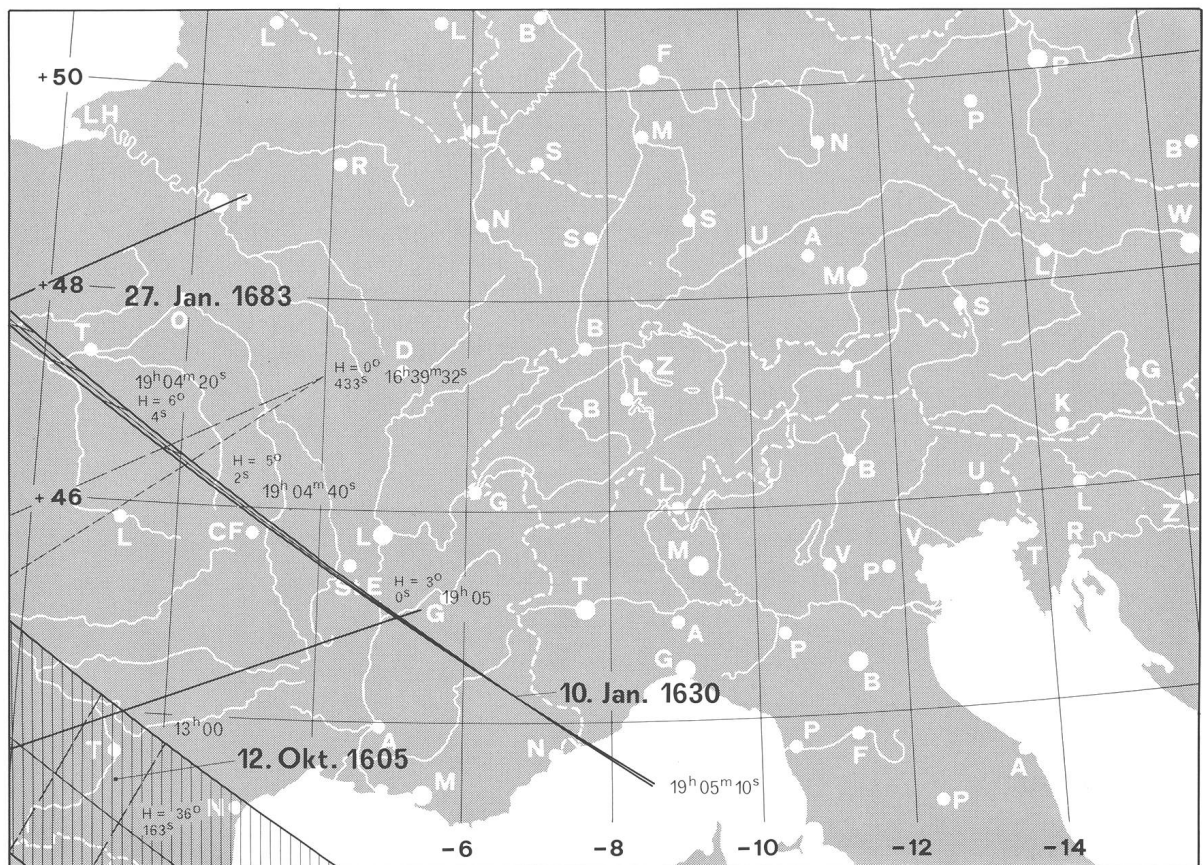 L
L
B
F
P
+50
LH
L
M
N
P
B
R
S
P
N
S
S
U
A
W
M
L
+48
27. Jan. 1683
O
S
T
B
D
Z
I
G
H = 0° 16ʰ39ᵐ32ˢ
433ˢ
19ʰ04ᵐ20ˢ
H = 6°
4ˢ
L
B
K
H = 5°
2ˢ 19ʰ04ᵐ40ˢ
B
U
L
+46
G
L
Z
L
CF
L
M
V
P
V
T
R
S E
H = 3°
0ˢ 19ʰ05
T
G
A
P
G
B
10. Jan. 1630
13ʰ00
A
N
P
F
A
T
12. Okt. 1605
M
19ʰ05ᵐ10ˢ
P
H = 36°
163ˢ
N
-6
-8
-10
-12
-14